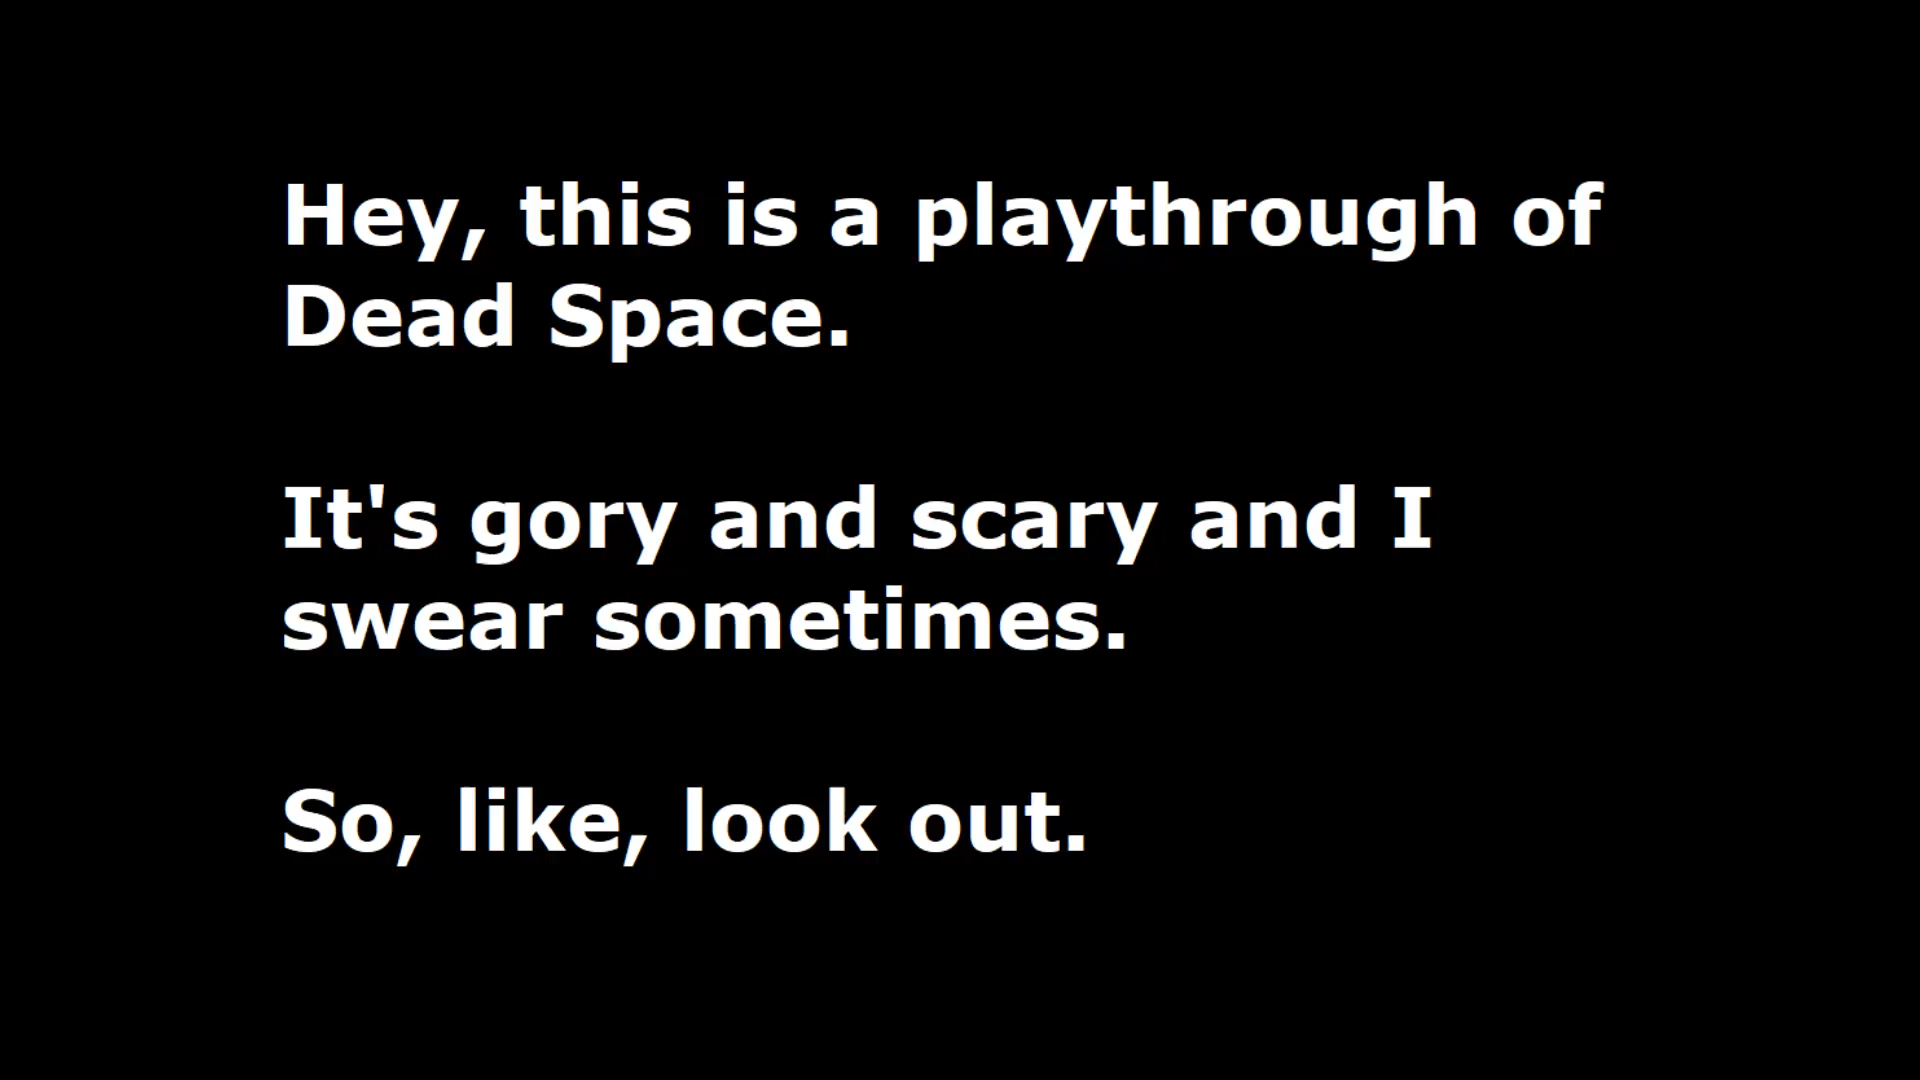 Hey, this is a playthrough of
Dead Space.
It's gory and scary and I
swear sometimes.
So, like, look out.